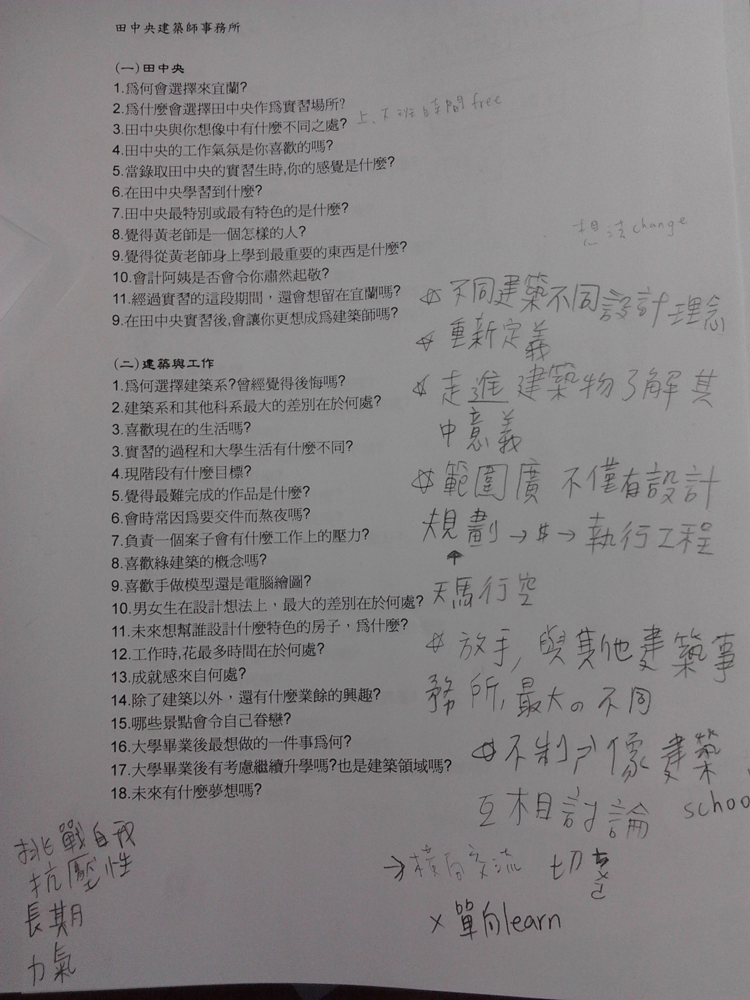 田中央建築師事務所
(一)田中央
1.為何會選擇來宜蘭?
2.為什麼會選擇田中央作為實習場所?
3.田中央與你想像中有什麼不同之處?
上、下班時間free
4.田中央的工作氣氛是你喜歡的嗎?
5.當錄取田中央的實習生時,你的感覺是什麼?
6.在田中央學習到什麼?
7.田中央最特別或最有特色的是什麼?
8.覺得黃老師是一個怎樣的人?
想法change
9.覺得從黃老師身上學到最重要的東西是什麼?
10.會計阿姨是否會令你肅然起敬?
11.經過實習的這段期間，還會想留在宜蘭嗎?
9.在田中央實習後,會讓你更想成為建築師嗎?
(二)建築與工作
1.為何選擇建築系?曾經覺得後悔嗎?
2.建築系和其他科系最大的差別在於何處?
3.喜歡現在的生活嗎?
3.實習的過程和大學生活有什麼不同?
4.現階段有什麼目標?
5.覺得最難完成的作品是什麼?
6.會時常因為要交件而熬夜嗎?
7.負責一個案子會有什麼工作上的壓力?
8.喜歡綠建築的概念嗎?
9.喜歡手做模型還是電腦繪圖?
10.男女生在設計想法上，最大的差別在於何處?
11.未來想幫誰設計什麼特色的房子，為什麼?
12.工作時,花最多時間在於何處?
13.成就感來自何處?
14.除了建築以外，還有什麼業餘的興趣?
15.哪些景點會令自己眷戀?
16.大學畢業後最想做的一件事為何?
17.大學畢業後有考慮繼續升學嗎?也是建築領域嗎?
18.未來有什麼夢想嗎?
☆不同建築不同設計理念
☆重新定義
☆走進建築物了解其
中意義
☆範圍廣 不僅有設計
規劃→$→執行工程
↑
天馬行空
☆放手,與其他建築事
務所,最大の不同
☆不制式 像建築
互相討論 schoo
→橫向交流 切磋
×單向learn
挑戰自我
抗壓性
長期
力氣